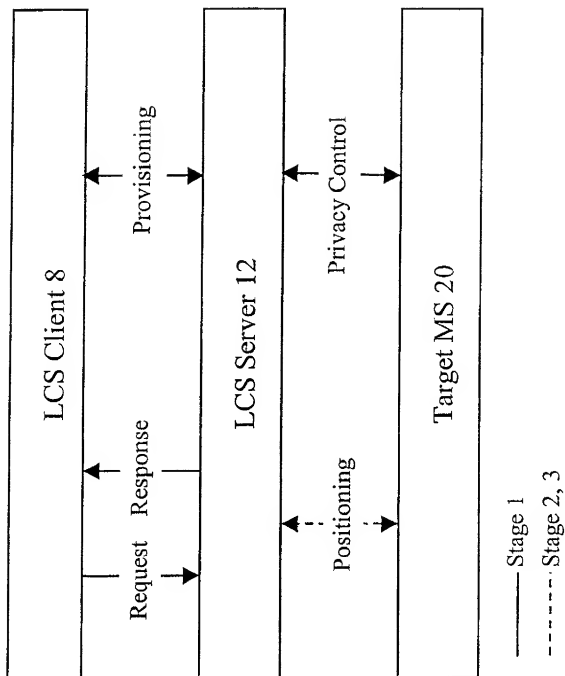 LCS Client 8
Request
Response
Provisioning
LCS Server 12
Positioning
Privacy Control
Target MS 20
Stage 1
Stage 2, 3